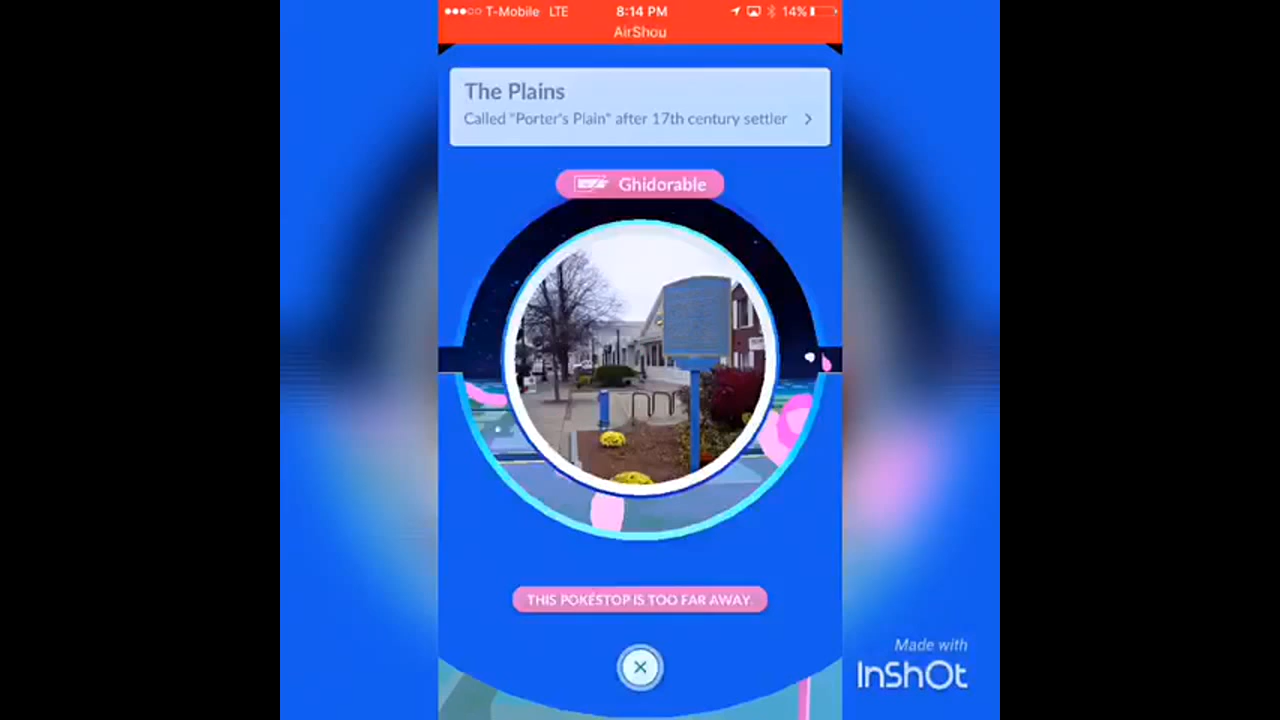 T-Mobile LTE 8:14 PM 14%
AirShou
The Plains
Called "Porter's Plain" after 17th century settler
Ghidorable
THIS POKÉSTOP IS TOO FAR AWAY.
Made with
InShOt